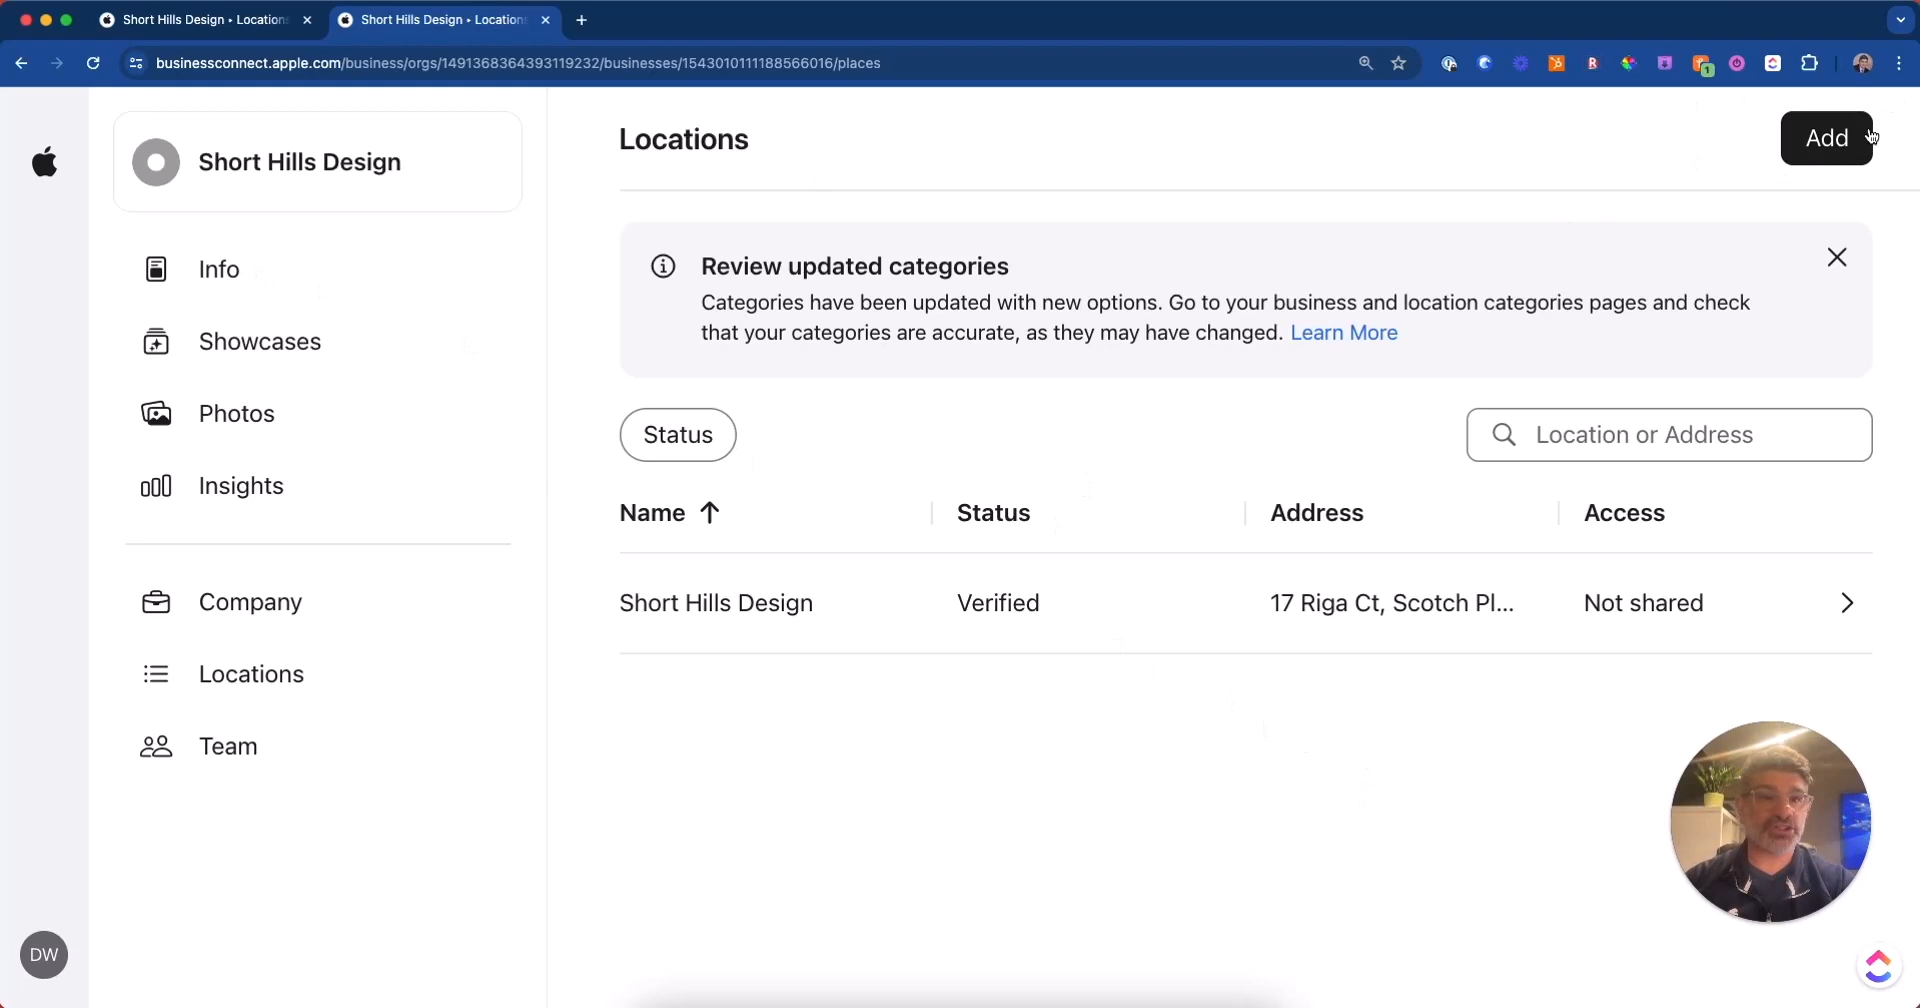 Short Hills Design • Locations
Short Hills Design • Locations
businessconnect.apple.com/business/orgs/1491368364393119232/businesses/1543010111188566016/places
1
Short Hills Design
Locations
Add
Info
Showcases
Photos
Insights
Company
Locations
Team
DW
Review updated categories
Categories have been updated with new options. Go to your business and location categories pages and check
that your categories are accurate, as they may have changed. Learn More
Status
Location or Address
Name Status Address Access
Short Hills Design Verified 17 Riga Ct, Scotch Pl... Not shared